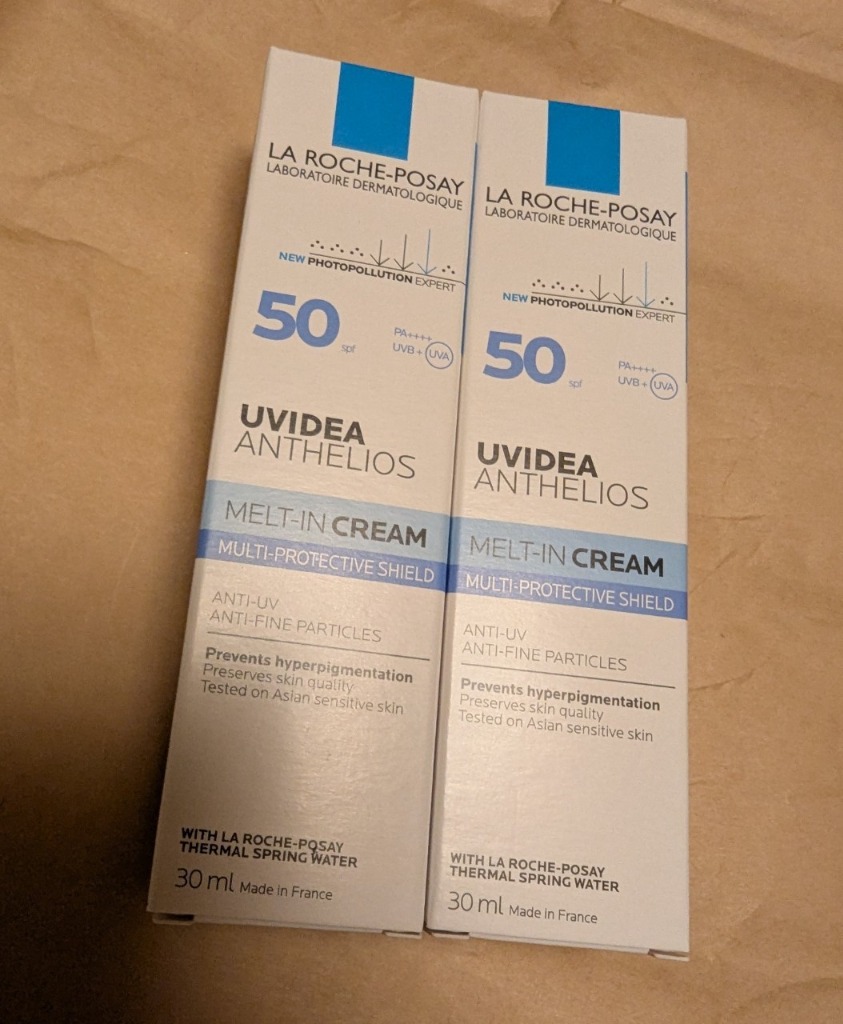 LA ROCHE-POSAY
LABORATOIRE DERMATOLOGIQUE
NEW PHOTOPOLLUTION EXPERT
50 spf
PA++++
UVB + UVA
UVIDEA
ANTHELIOS
MELT-IN CREAM
MULTI-PROTECTIVE SHIELD
ANTI-UV
ANTI-FINE PARTICLES
Prevents hyperpigmentation
Preserves skin quality
Tested on Asian sensitive skin
WITH LA ROCHE-POSAY
THERMAL SPRING WATER
30 ml Made in France
LA ROCHE-POSAY
LABORATOIRE DERMATOLOGIQUE
NEW PHOTOPOLLUTION EXPERT
50 spf
PA++++
UVB + UVA
UVIDEA
ANTHELIOS
MELT-IN CREAM
MULTI-PROTECTIVE SHIELD
ANTI-UV
ANTI-FINE PARTICLES
Prevents hyperpigmentation
Preserves skin quality
Tested on Asian sensitive skin
WITH LA ROCHE-POSAY
THERMAL SPRING WATER
30 ml Made in France